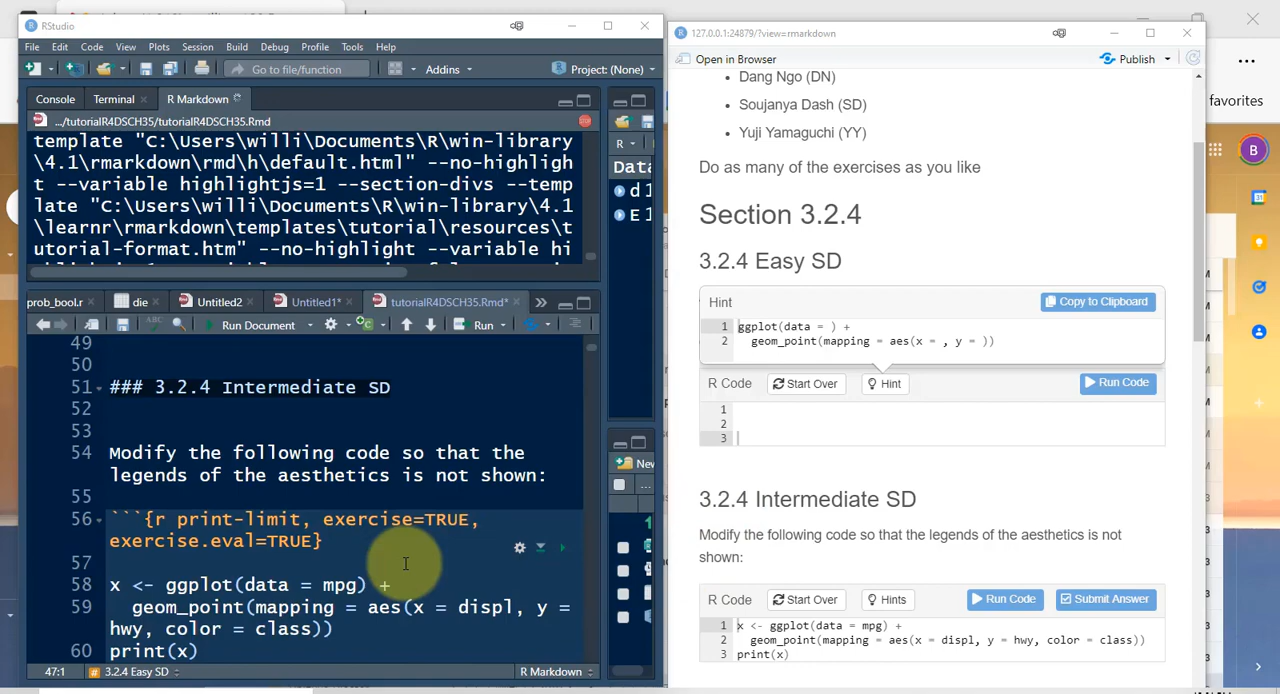 RStudio
File Edit Code View Plots Session Build Debug Profile Tools Help
Go to file/function Addins Project: (None)
Console Terminal R Markdown
.../tutorialR4DSCH35/tutorialR4DSCH35.Rmd
template "C:\Users\willi\Documents\R\win-library
\4.1\rmarkdown\rmd\h\default.html" --no-highligh
t --variable highlightjs=1 --section-divs --temp
late "C:\Users\willi\Documents\R\win-library\4.1
\learnr\rmarkdown\templates\tutorial\resources\t
utorial-format.htm" --no-highlight --variable hi
R
Data
d 1
E 1
prob_bool.r die Untitled2 Untitled1* tutorialR4DSCH35.Rmd*
ABC Run Document Run
49
50
51 ### 3.2.4 Intermediate SD
52
53
54 Modify the following code so that the
legends of the aesthetics is not shown:
55
56 ```{r print-limit, exercise=TRUE,
exercise.eval=TRUE}
57
58 x <- ggplot(data = mpg) +
59 geom_point(mapping = aes(x = displ, y =
hwy, color = class))
60 print(x)
47:1 # 3.2.4 Easy SD R Markdown
New
...
127.0.0.1:24879/?view=rmarkdown
Open in Browser Publish
Dang Ngo (DN)
Soujanya Dash (SD)
Yuji Yamaguchi (YY)
Do as many of the exercises as you like
Section 3.2.4
3.2.4 Easy SD
Hint Copy to Clipboard
1 ggplot(data = ) +
2 geom_point(mapping = aes(x = , y = ))
R Code Start Over Hint Run Code
1
2
3
3.2.4 Intermediate SD
Modify the following code so that the legends of the aesthetics is not
shown:
R Code Start Over Hints Run Code Submit Answer
1 x <- ggplot(data = mpg) +
2 geom_point(mapping = aes(x = displ, y = hwy, color = class))
3 print(x)
favorites
B